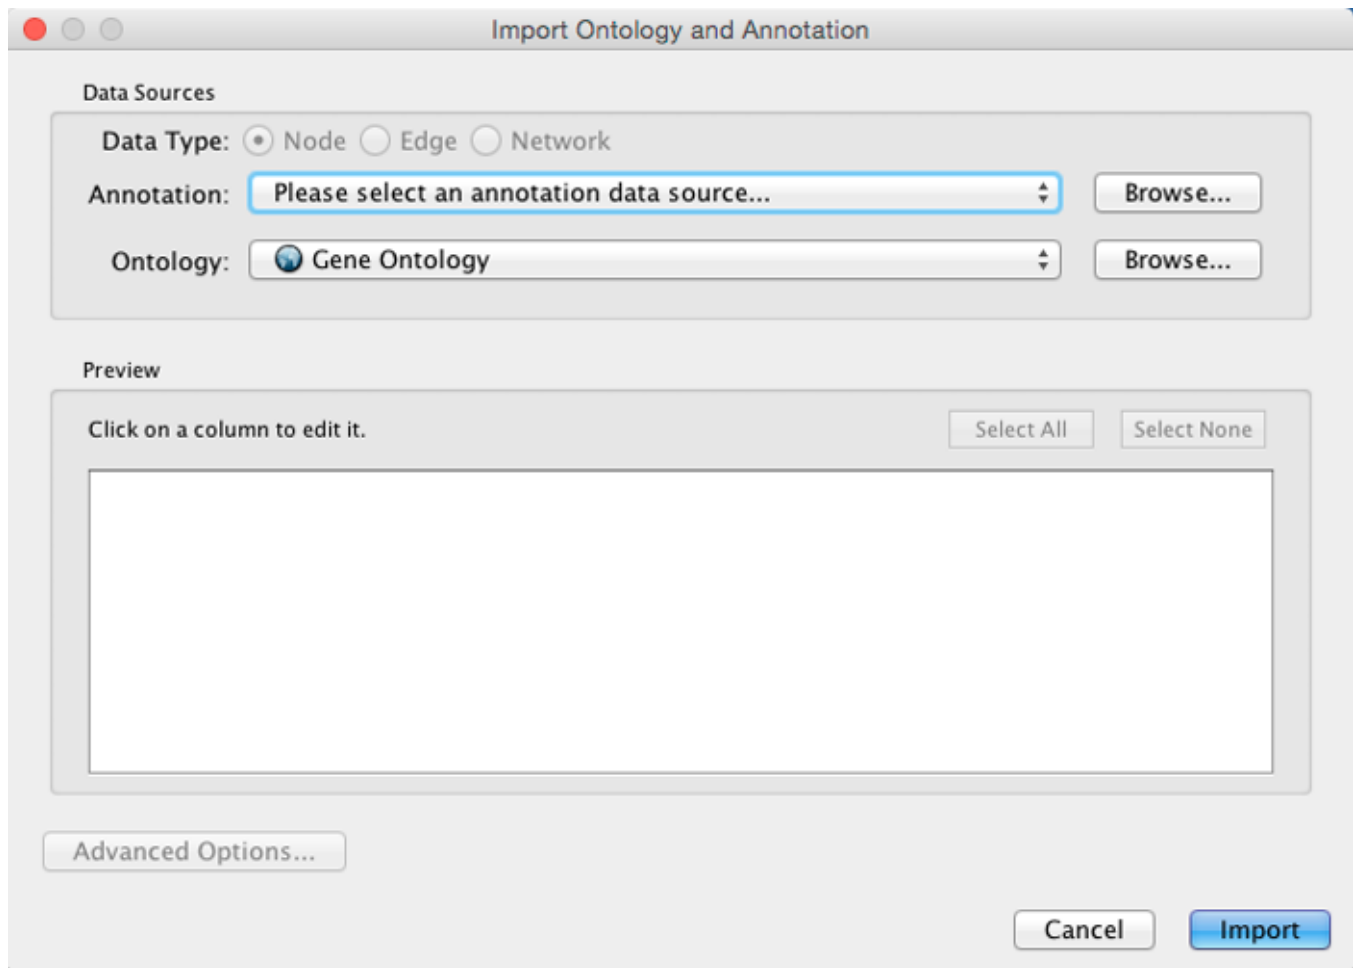 Import Ontology and Annotation
Data Sources
Data Type: Node Edge Network
Annotation: Please select an annotation data source... Browse...
Ontology: Gene Ontology Browse...
Preview
Click on a column to edit it. Select All Select None
Advanced Options...
Cancel Import